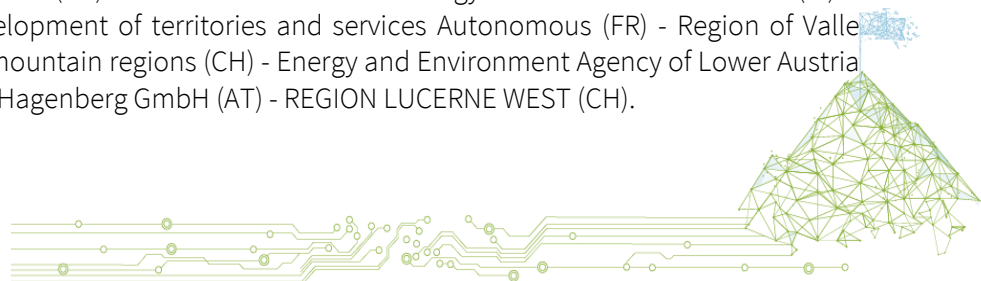 elopment of territories and services Autonomous (FR) - Region of Valle
mountain regions (CH) - Energy and Environment Agency of Lower Austria
Hagenberg GmbH (AT) - REGION LUCERNE WEST (CH).